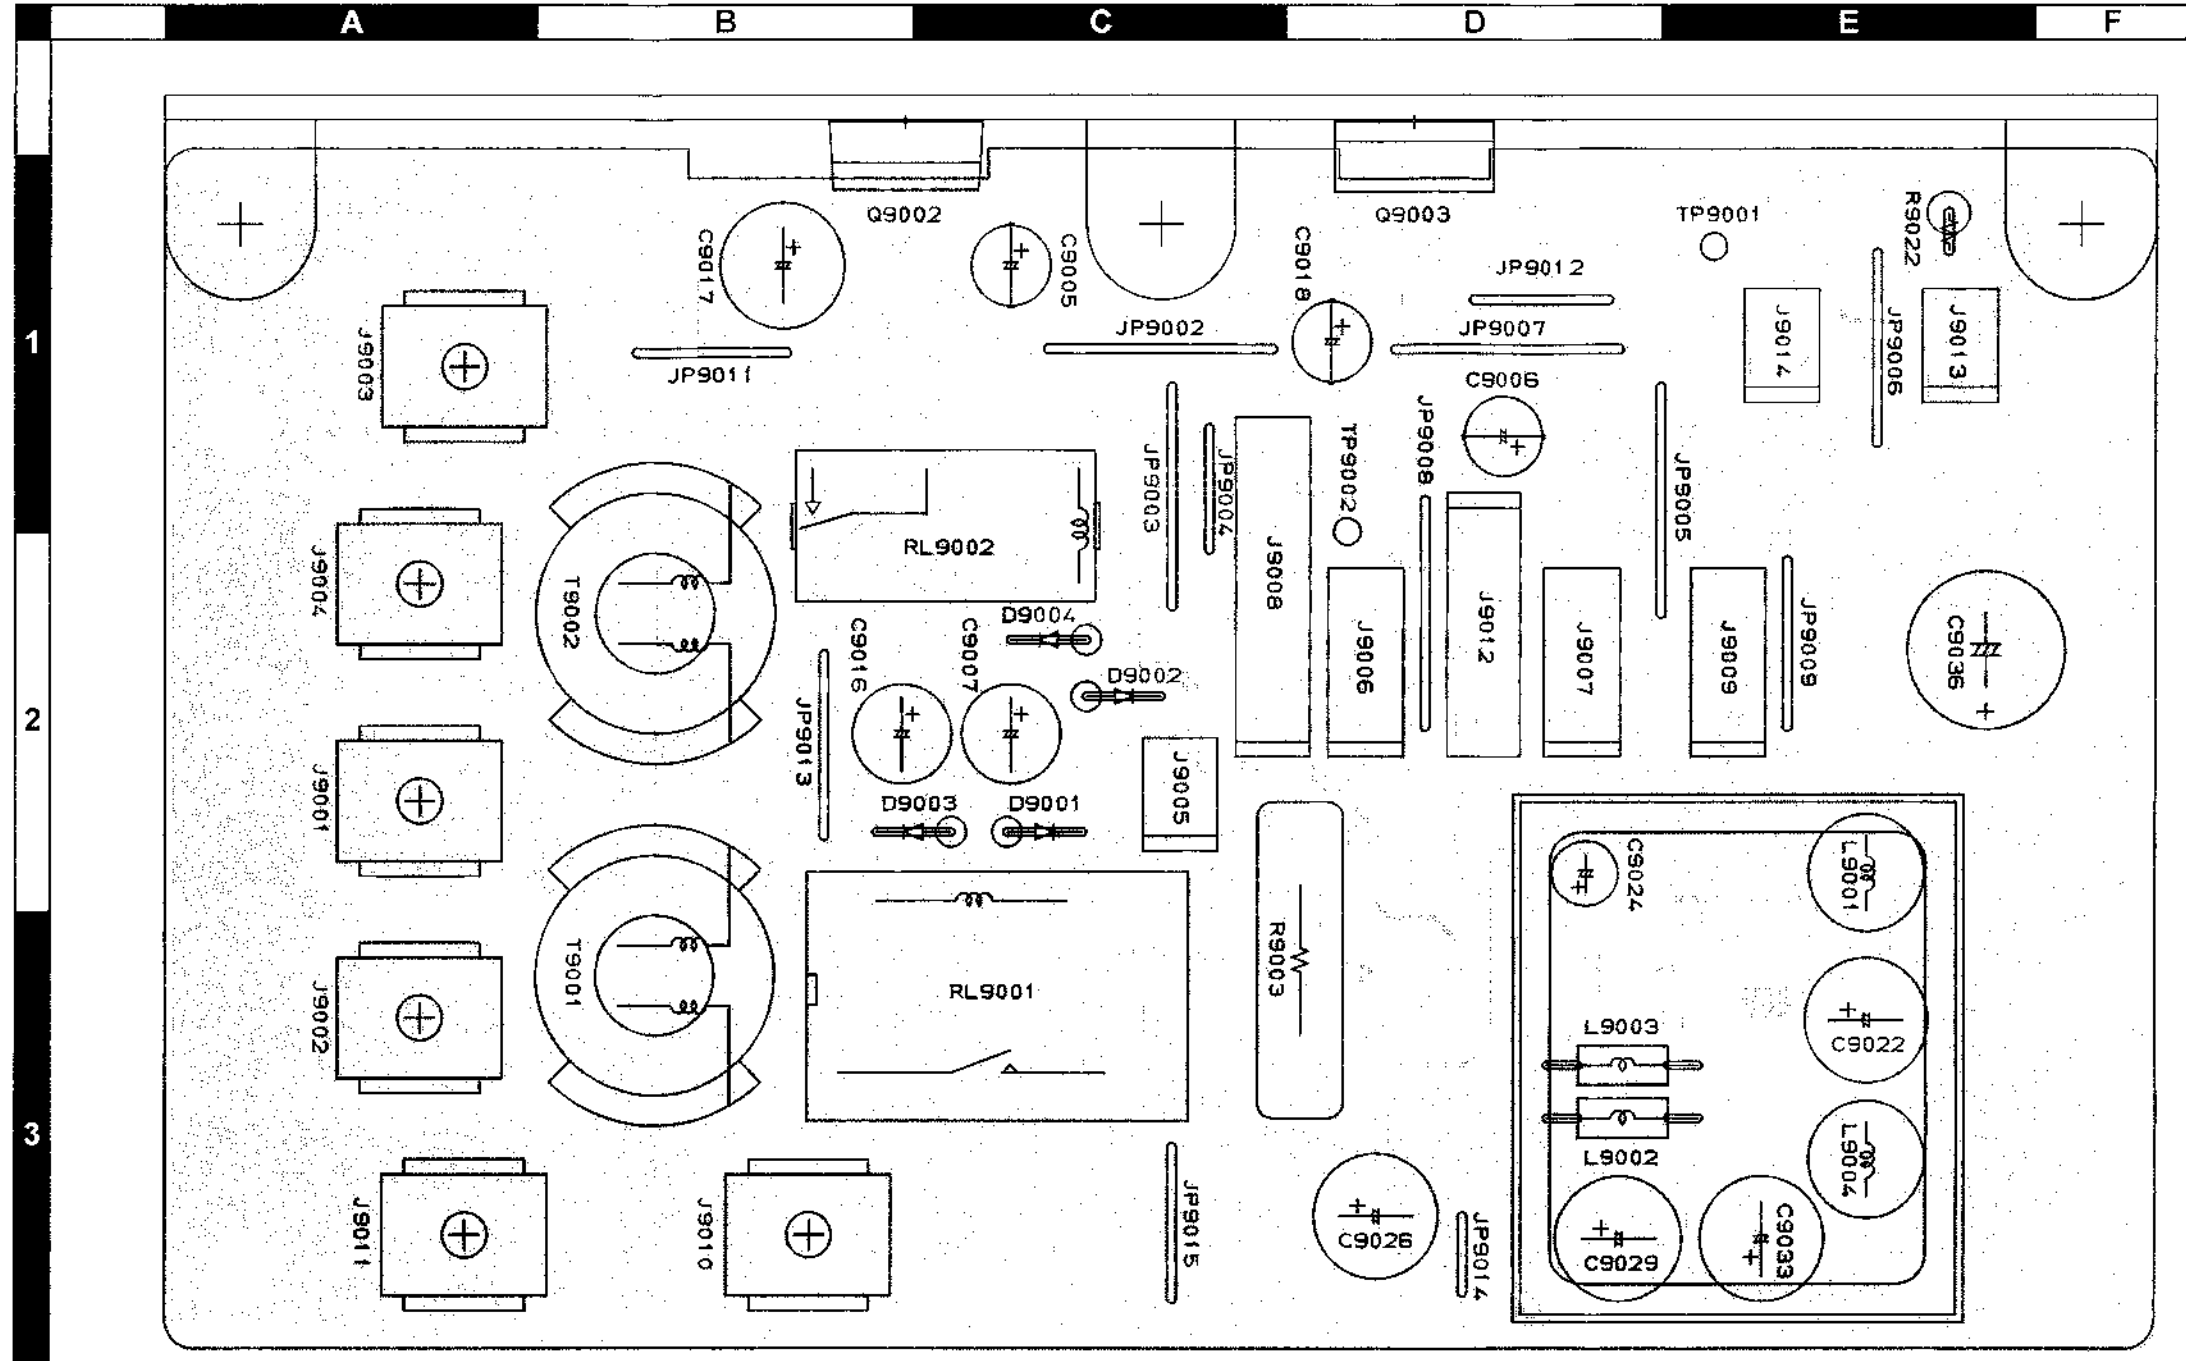 A B C D E F
Q9002 Q9003 TP9001 R9022
C9017 C9005 C9018 JP9012
1
J9003 JP9011 JP9002 JP9007 J9014 JP9006 J9013
C9006
JP9003 JP9004 TP9002 JP9008 JP9005
RL9002
J9004 T9002 J9008
D9004
C9016 C9007 J9006 J9012 J9007 J9009 JP9009 C9036
D9002
2
JP9013
J9001 D9003 D9001 J9005
C9024 L9001
T9001 R9003
J9002 RL9001
L9003 C9022
3
L9002 L9004
J9011 J9010 JP9015 C9026 JP9014 C9029 C9033